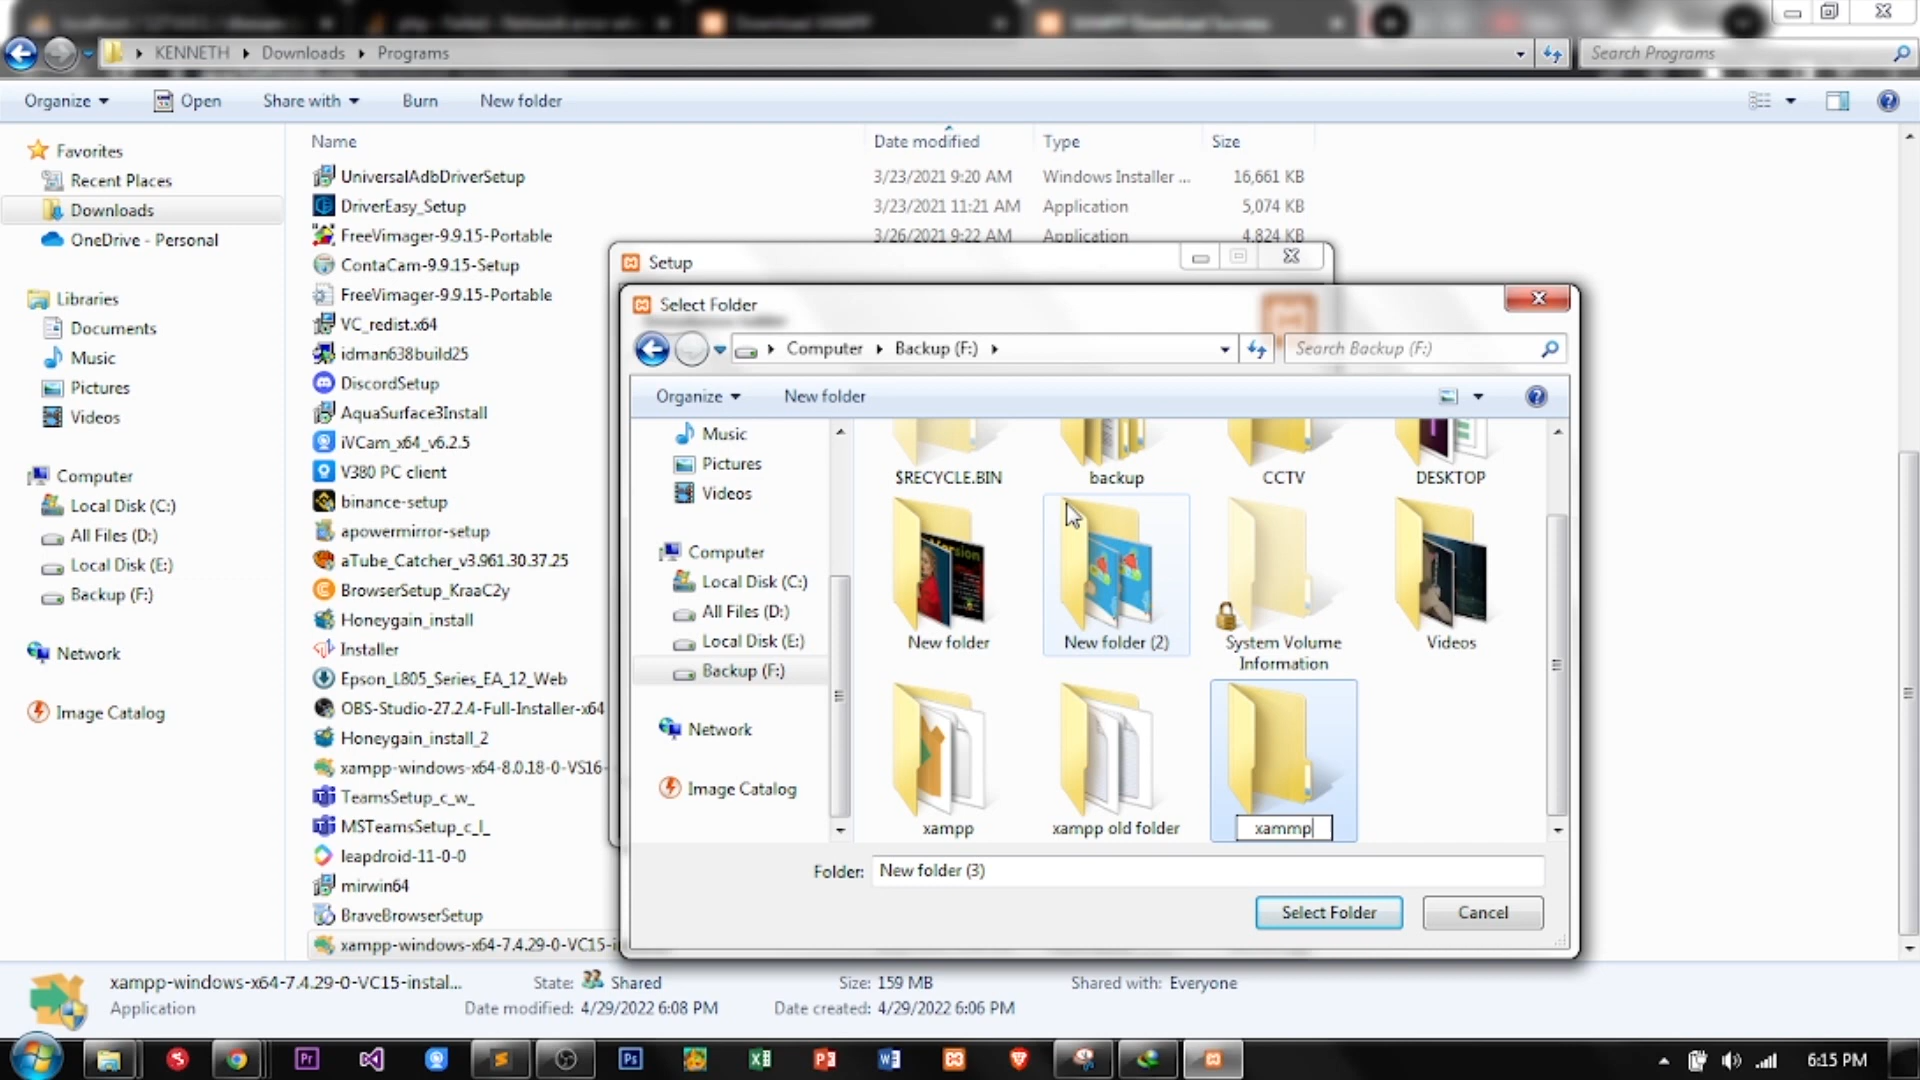 KENNETH Downloads Programs
Search Programs
Organize Open Share with Burn New folder
Name Date modified Type Size
Favorites
Recent Places
Downloads
OneDrive - Personal
Libraries
Documents
Music
Pictures
Videos
Computer
Local Disk (C:)
All Files (D:)
Local Disk (E:)
Backup (F:)
Network
Image Catalog
UniversalAdbDriverSetup 3/23/2021 9:20 AM Windows Installer ... 16,661 KB
DriverEasy_Setup 3/23/2021 11:21 AM Application 5,074 KB
FreeVimager-9.9.15-Portable 3/26/2021 9:22 AM Application 4,824 KB
ContaCam-9.9.15-Setup
FreeVimager-9.9.15-Portable
VC_redist.x64
idman638build25
DiscordSetup
AquaSurface3Install
iVCam_x64_v6.2.5
V380 PC client
binance-setup
apowermirror-setup
aTube_Catcher_v3.961.30.37.25
BrowserSetup_KraaC2y
Honeygain_install
Installer
Epson_L805_Series_EA_12_Web
OBS-Studio-27.2.4-Full-Installer-x64
Honeygain_install_2
xampp-windows-x64-8.0.18-0-VS16-
TeamsSetup_c_w_
MSTeamsSetup_c_l_
leapdroid-11-0-0
mirwin64
BraveBrowserSetup
xampp-windows-x64-7.4.29-0-VC15-i
Setup
Select Folder
Computer Backup (F:)
Search Backup (F:)
Organize New folder
Music
Pictures
Videos
Computer
Local Disk (C:)
All Files (D:)
Local Disk (E:)
Backup (F:)
Network
Image Catalog
$RECYCLE.BIN backup CCTV DESKTOP
New folder New folder (2) System Volume Information Videos
xampp xampp old folder xammp
Folder: New folder (3)
Select Folder Cancel
xampp-windows-x64-7.4.29-0-VC15-instal... State: Shared Size: 159 MB Shared with: Everyone
Application Date modified: 4/29/2022 6:08 PM Date created: 4/29/2022 6:06 PM
6:15 PM